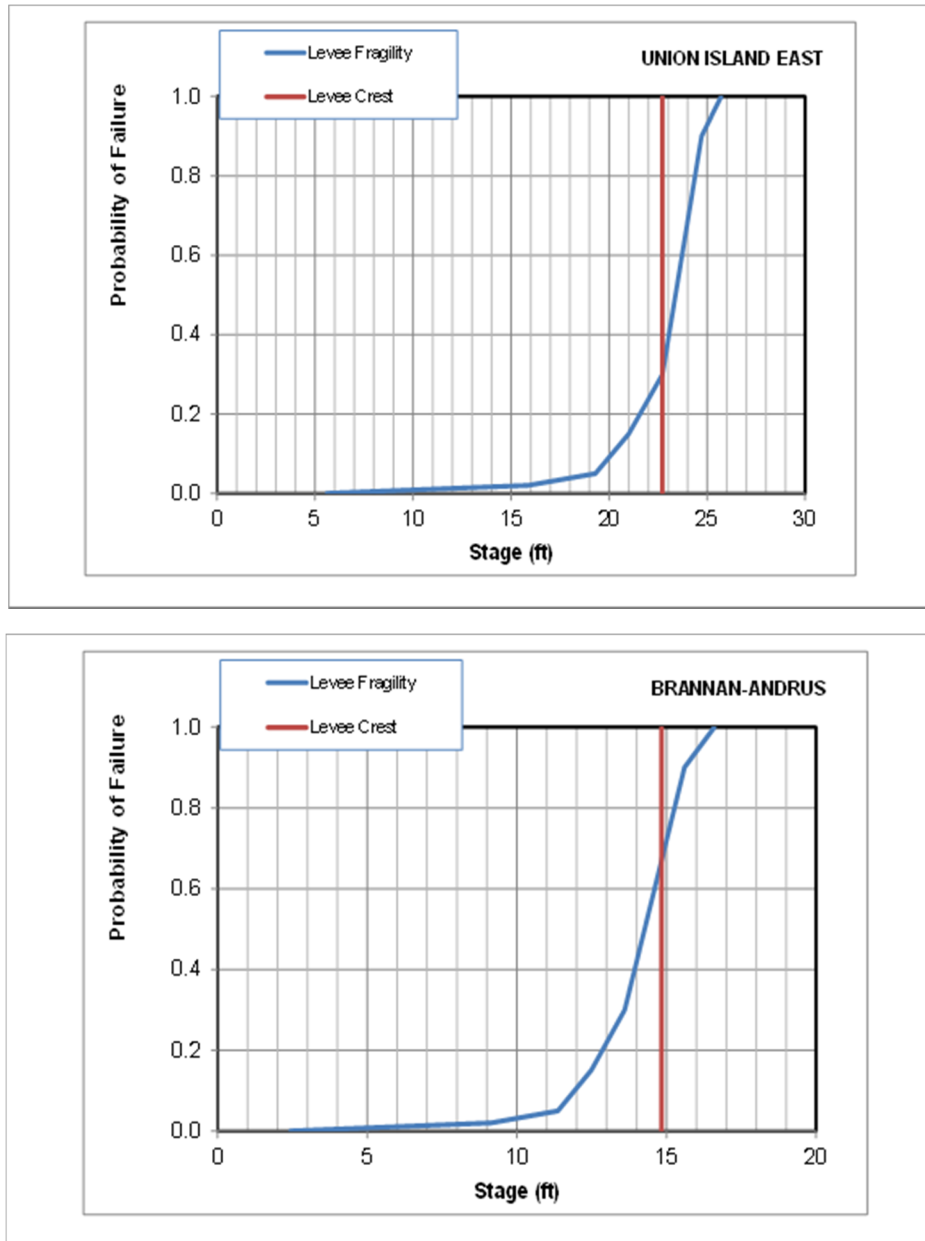 Levee Fragility
Levee Crest
UNION ISLAND EAST
Probability of Failure
1.0
0.8
0.6
0.4
0.2
0.0
0 5 10 15 20 25 30
Stage (ft)
Levee Fragility
Levee Crest
BRANNAN-ANDRUS
Probability of Failure
1.0
0.8
0.6
0.4
0.2
0.0
0 5 10 15 20
Stage (ft)